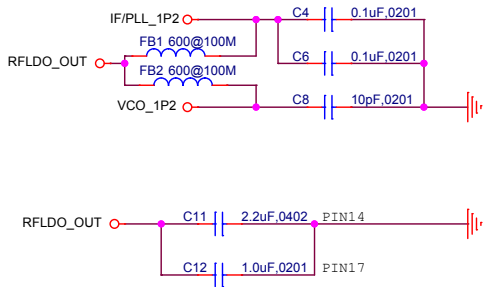 IF/PLL_1P2
C4 0.1uF,0201
FB1 600@100M
C6 0.1uF,0201
RFLDO_OUT
FB2 600@100M
VCO_1P2
C8 10pF,0201
RFLDO_OUT
C11 2.2uF,0402 PIN14
C12 1.0uF,0201 PIN17